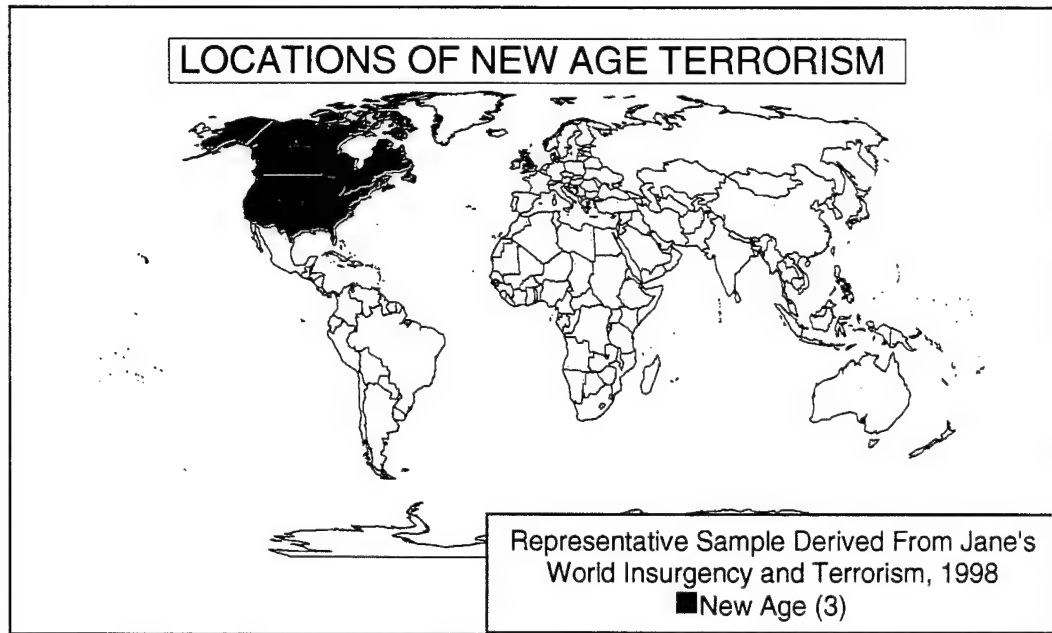 LOCATIONS OF NEW AGE TERRORISM
Representative Sample Derived From Jane's
World Insurgency and Terrorism, 1998
New Age (3)